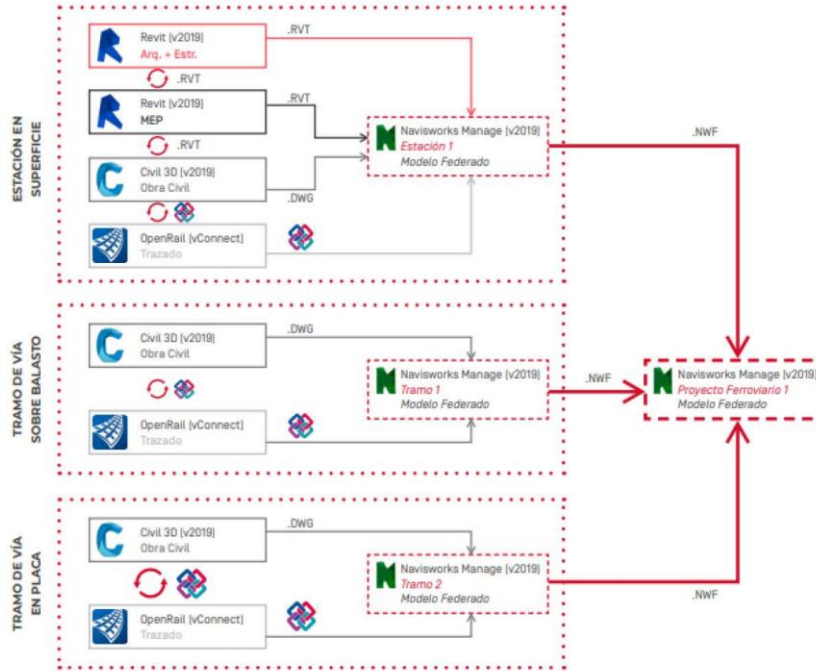 ESTACIÓN EN
SUPERFICIE
Revit (v2019)
Arq. + Estr.
.RVT
.RVT
Revit (v2019)
MEP
.RVT
.RVT
Civil 3D (v2019)
Obra Civil
.DWG
OpenRail (vConnect)
Trazado
Navisworks Manage (v2019)
Estación 1
Modelo Federado
.NWF
TRAMO DE VÍA
SOBRE BALASTO
Civil 3D (v2019)
Obra Civil
.DWG
OpenRail (vConnect)
Trazado
Navisworks Manage (v2019)
Tramo 1
Modelo Federado
.NWF
Navisworks Manage (v2019)
Proyecto Ferroviario 1
Modelo Federado
TRAMO DE VÍA
EN PLACA
Civil 3D (v2019)
Obra Civil
.DWG
OpenRail (vConnect)
Trazado
Navisworks Manage (v2019)
Tramo 2
Modelo Federado
.NWF